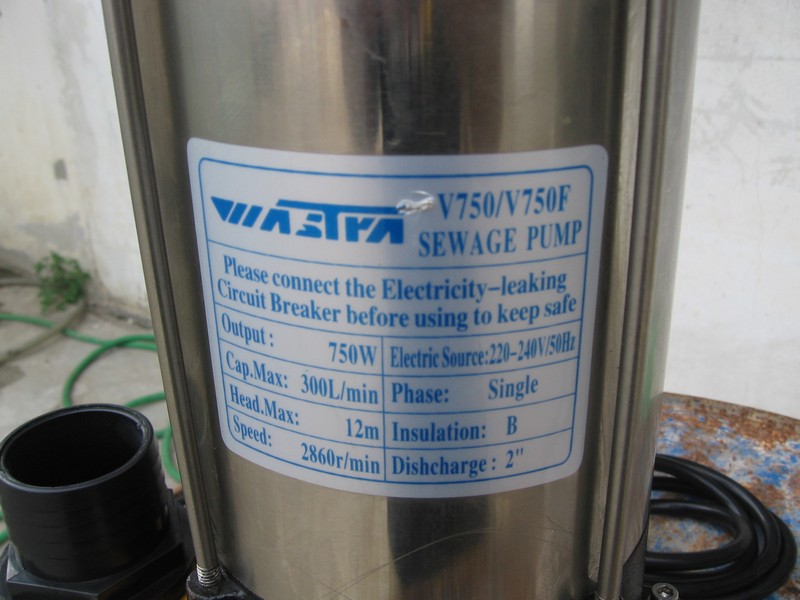 WASTRA
V750/V750F
SEWAGE PUMP
Please connect the Electricity-leaking
Circuit Breaker before using to keep safe
Output: 750W
Electric Source:220-240V/50Hz
Cap.Max: 300L/min
Phase: Single
Head.Max: 12m
Insulation: B
Speed: 2860r/min
Dishcharge: 2"